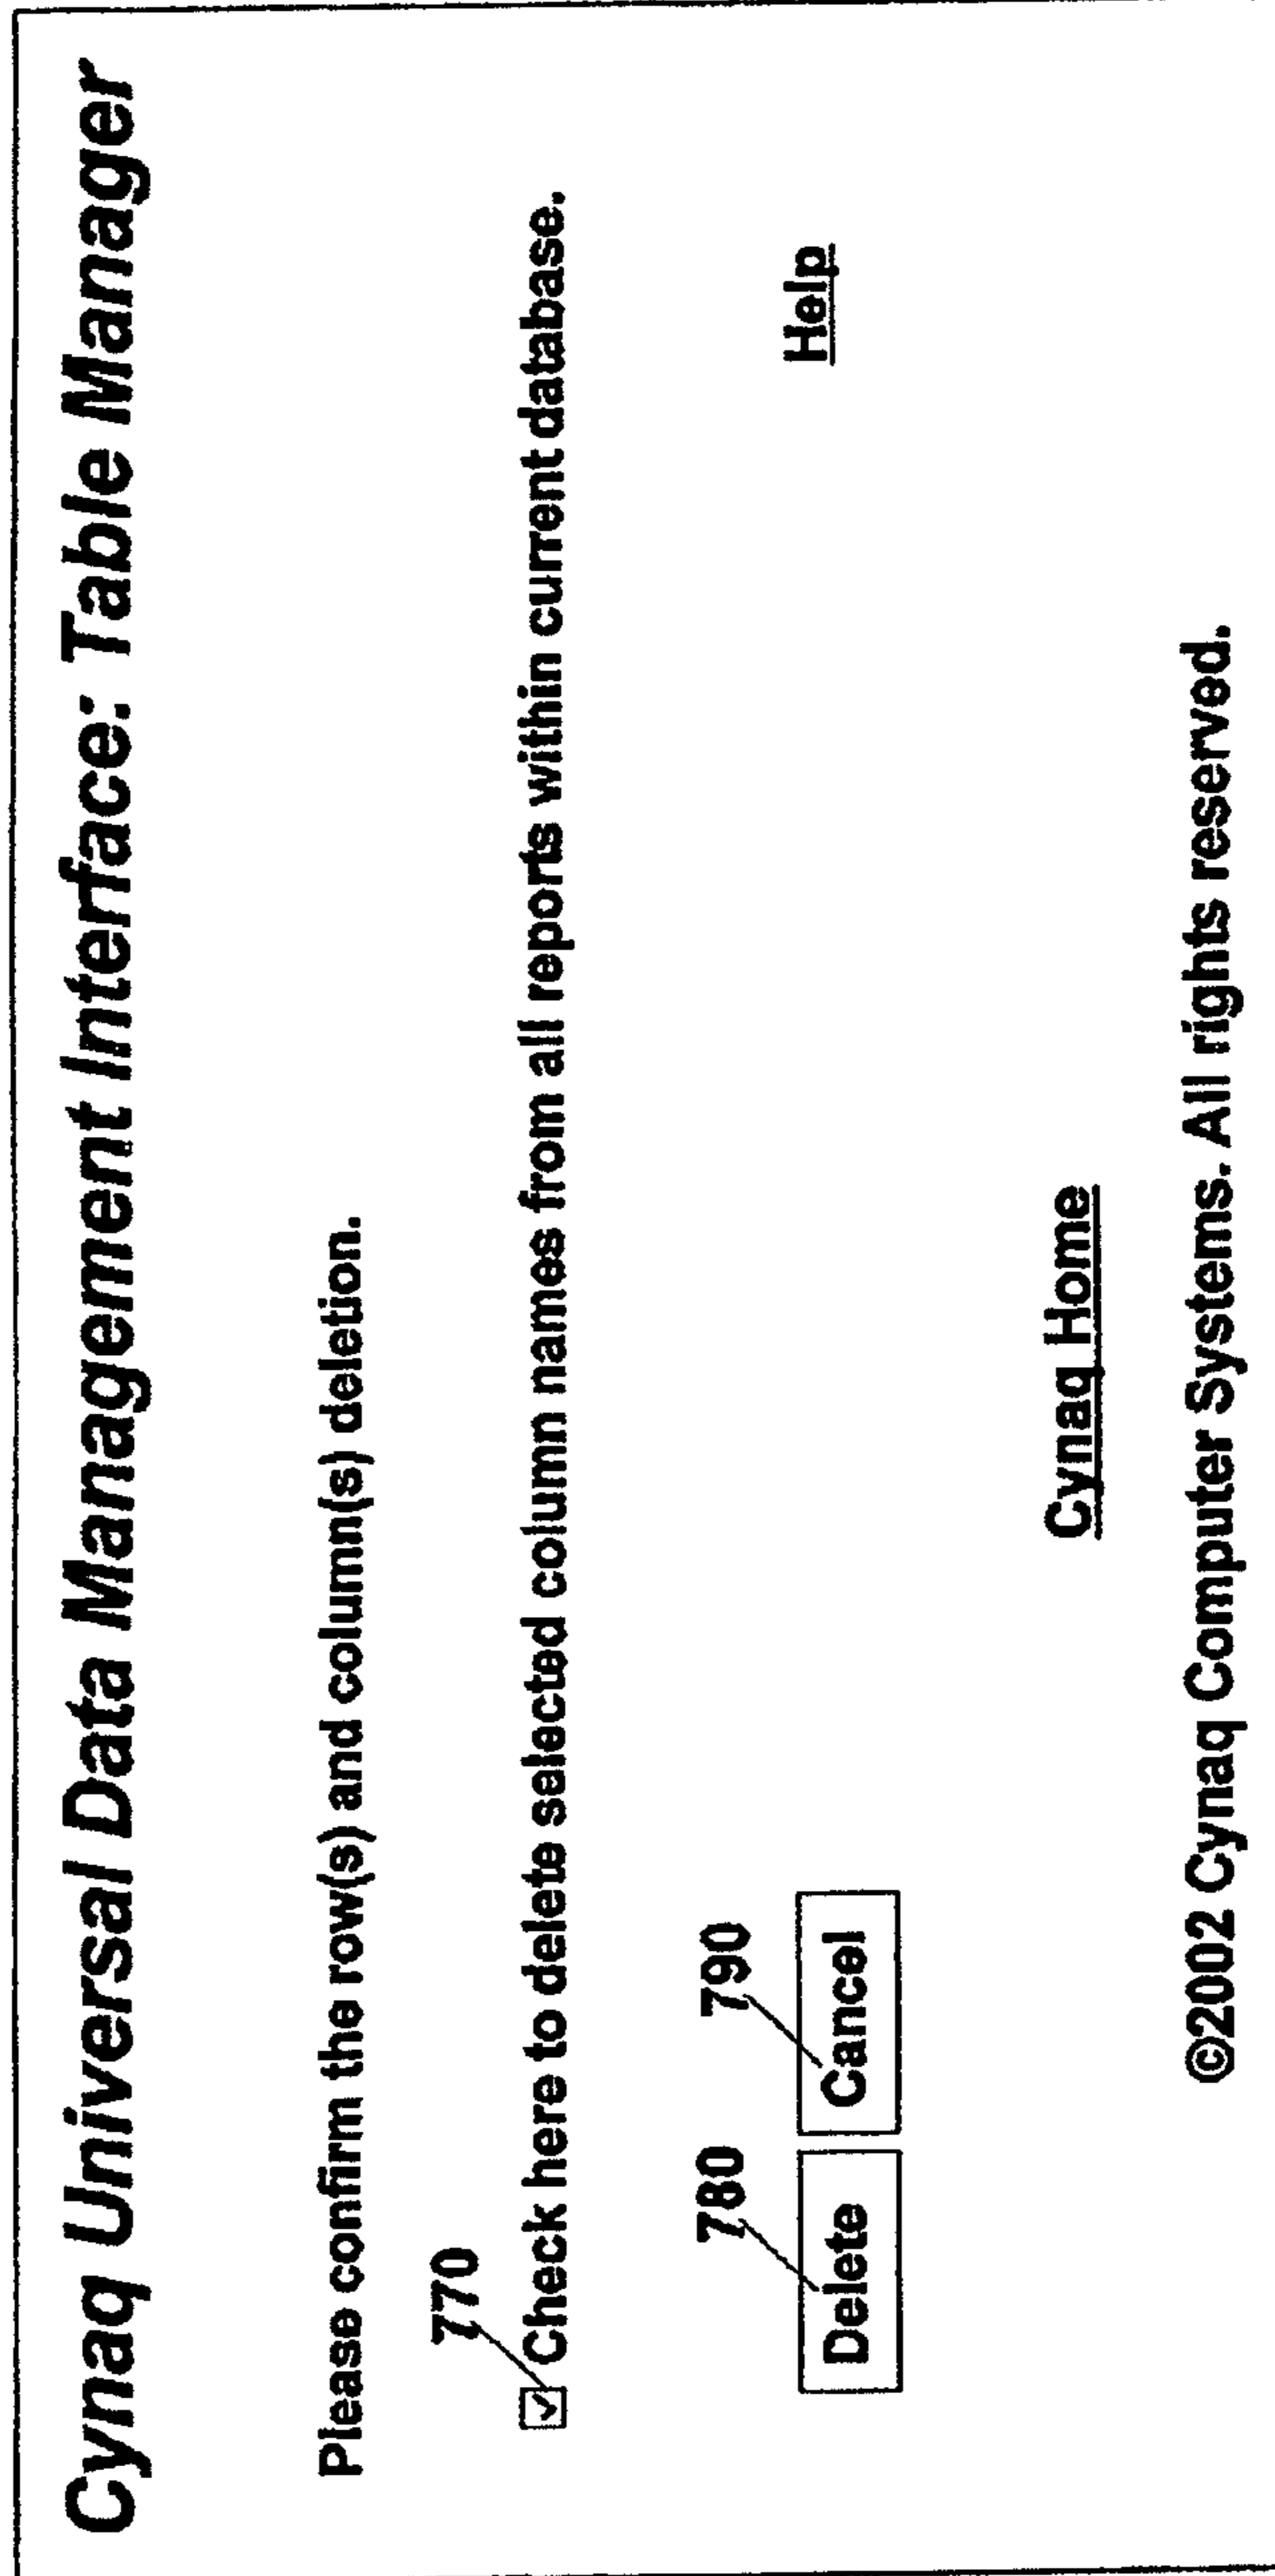 Cynaq Universal Data Management Interface: Table Manager
Please confirm the row(s) and column(s) deletion.
770
Check here to delete selected column names from all reports within current database.
780 790
Delete Cancel Help
Cynaq Home
©2002 Cynaq Computer Systems. All rights reserved.